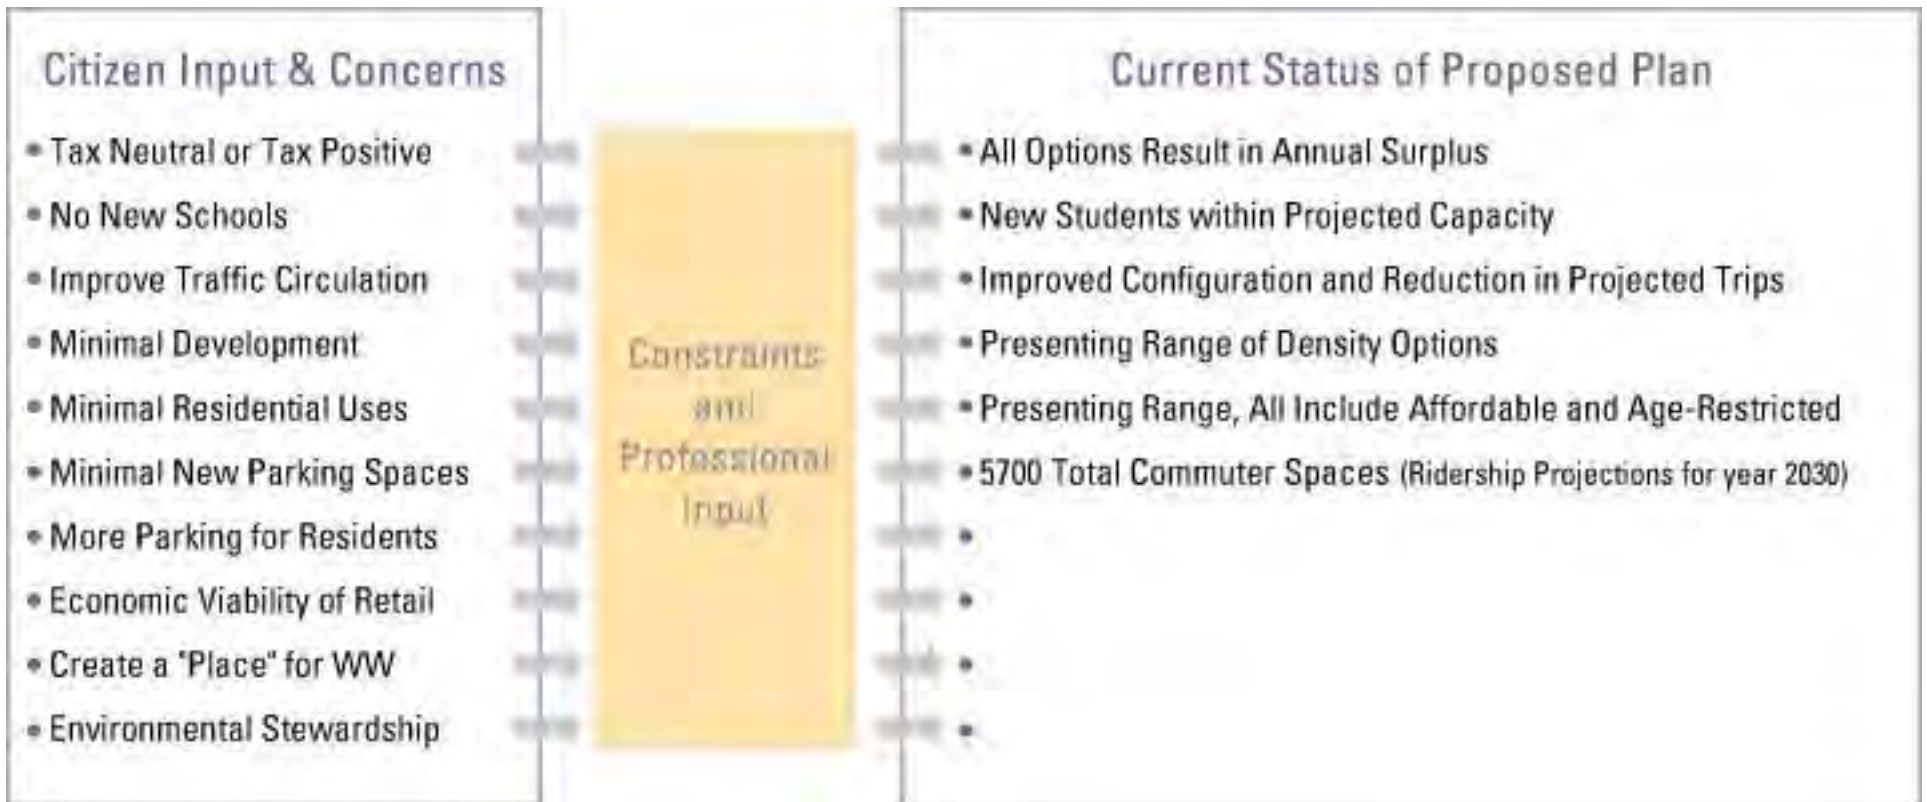 Citizen Input & Concerns
• Tax Neutral or Tax Positive
• No New Schools
• Improve Traffic Circulation
• Minimal Development
• Minimal Residential Uses
• Minimal New Parking Spaces
• More Parking for Residents
• Economic Viability of Retail
• Create a "Place" for WW
• Environmental Stewardship
Constraints
and
Professional
Input
Current Status of Proposed Plan
• All Options Result in Annual Surplus
• New Students within Projected Capacity
• Improved Configuration and Reduction in Projected Trips
• Presenting Range of Density Options
• Presenting Range, All Include Affordable and Age-Restricted
• 5700 Total Commuter Spaces (Ridership Projections for year 2030)
•
•
•
•